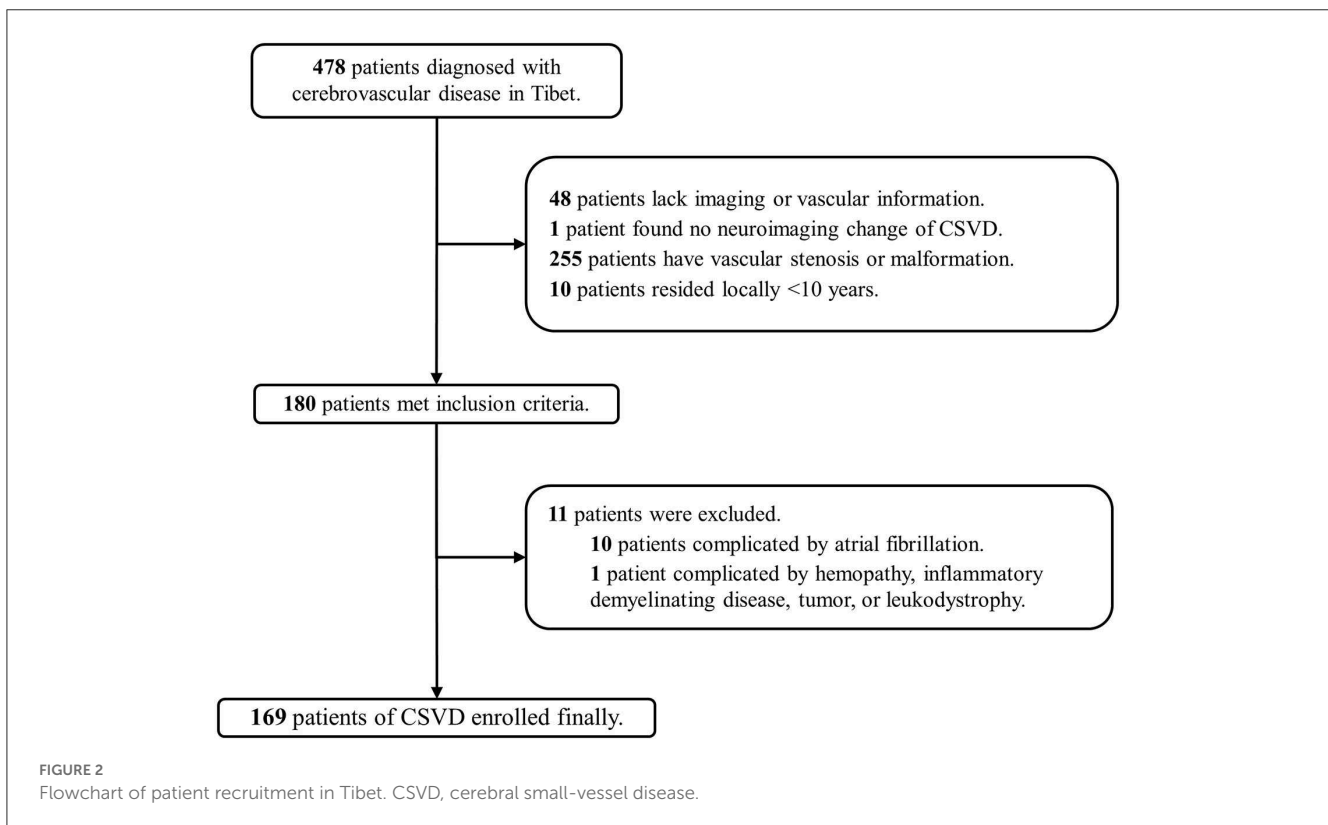 478 patients diagnosed with
cerebrovascular disease in Tibet.
48 patients lack imaging or vascular information.
1 patient found no neuroimaging change of CSVD.
255 patients have vascular stenosis or malformation.
10 patients resided locally <10 years.
180 patients met inclusion criteria.
11 patients were excluded.
10 patients complicated by atrial fibrillation.
1 patient complicated by hemopathy, inflammatory
demyelinating disease, tumor, or leukodystrophy.
169 patients of CSVD enrolled finally.
FIGURE 2
Flowchart of patient recruitment in Tibet. CSVD, cerebral small-vessel disease.